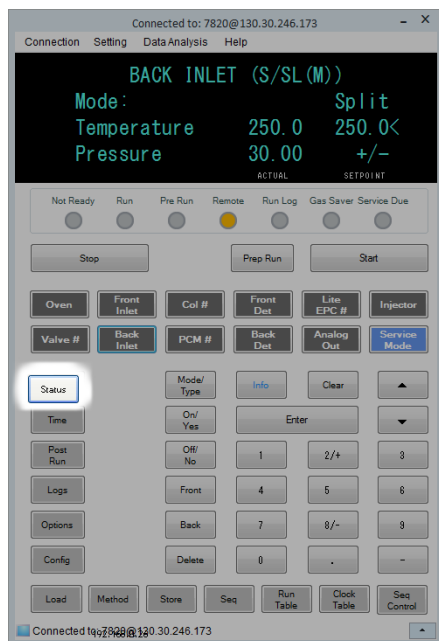 Connected to: 7820@130.30.246.173
Connection Setting Data Analysis Help
BACK INLET (S/SL(M))
Mode: Split
Temperature 250.0 250.0<
Pressure 30.00 +/-
ACTUAL SETPOINT
Not Ready Run Pre Run Remote Run Log Gas Saver Service Due
Stop Prep Run Start
Oven Front Inlet Col # Front Det Lite EPC # Injector
Valve # Back Inlet PCM # Back Det Analog Out Service Mode
Status Mode/Type Info Clear
Time On/Yes Enter
Post Run Off/No 1 2/+ 3
Logs Front 4 5 6
Options Back 7 8/- 9
Config Delete 0 . -
Load Method Store Seq Run Table Clock Table Seq Control
Connected to: 7820@130.30.246.173